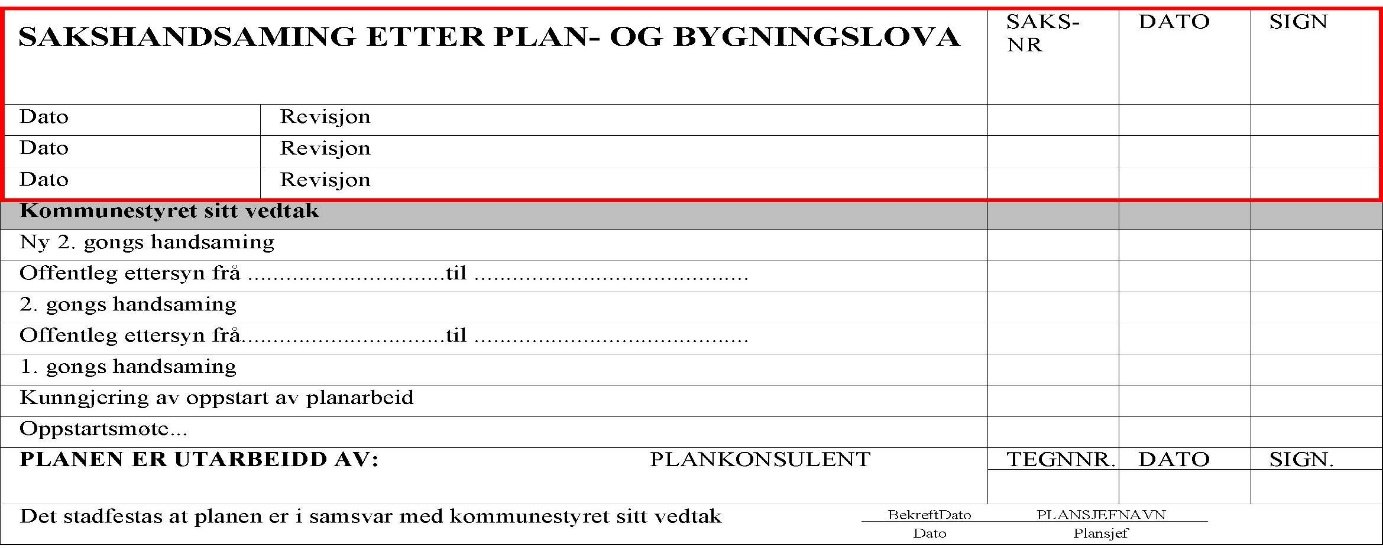 SAKSHANDSAMING ETTER PLAN- OG BYGNINGSLOVA SAKS- DATO SIGN
NR
Dato Revisjon
Dato Revisjon
Dato Revisjon
Kommunestyret sitt vedtak
Ny 2. gongs handsaming
Offentleg ettersyn frå ...............................til ...........................................
2. gongs handsaming
Offentleg ettersyn frå................................til ...........................................
1. gongs handsaming
Kunngjering av oppstart av planarbeid
Oppstartsmøte...
PLANEN ER UTARBEIDD AV: PLANKONSULENT TEGNNR. DATO SIGN.
Det stadfestas at planen er i samsvar med kommunestyret sitt vedtak BekreftDato PLANSJEFNAVN
Dato Plansjef